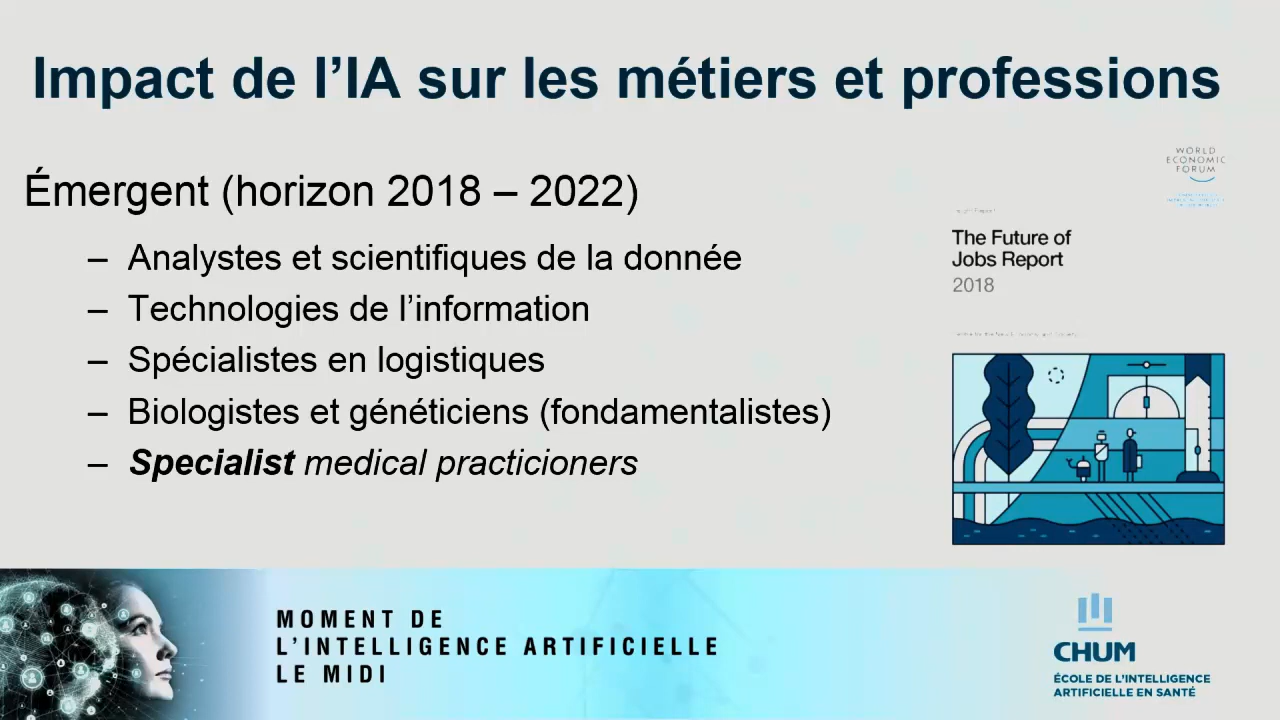 Impact de l’IA sur les métiers et professions
Émergent (horizon 2018 – 2022)
– Analystes et scientifiques de la donnée
– Technologies de l’information
– Spécialistes en logistiques
– Biologistes et généticiens (fondamentalistes)
– Specialist medical practicioners
WORLD
ECONOMIC
FORUM
The Future of
Jobs Report
2018
MOMENT DE
L’INTELLIGENCE ARTIFICIELLE
LE MIDI
CHUM
ÉCOLE DE L’INTELLIGENCE
ARTIFICIELLE EN SANTÉ